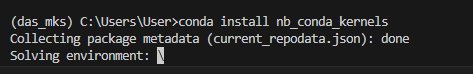 (das_mks) C:\Users\User>conda install nb_conda_kernels
Collecting package metadata (current_repodata.json): done
Solving environment: \